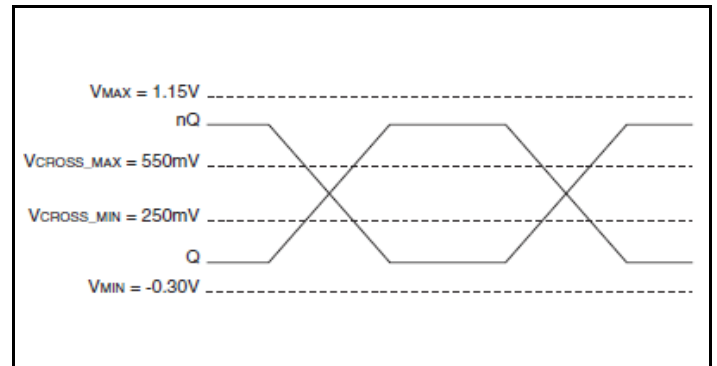 VMAX = 1.15V
nQ
VCROSS_MAX = 550mV
VCROSS_MIN = 250mV
Q
VMIN = -0.30V